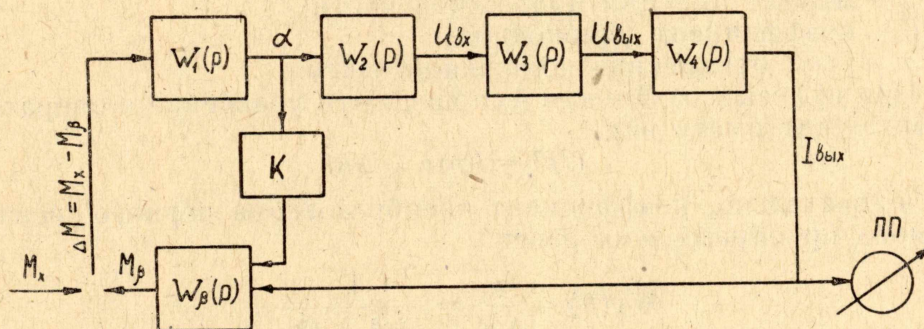 W₁(p)
α
W₂(p)
Uвх
W₃(p)
Uвых
W₄(p)
ΔM = Mₓ - Mᵦ
K
Iвых
ПП
Mₓ
Mᵦ
Wᵦ(p)